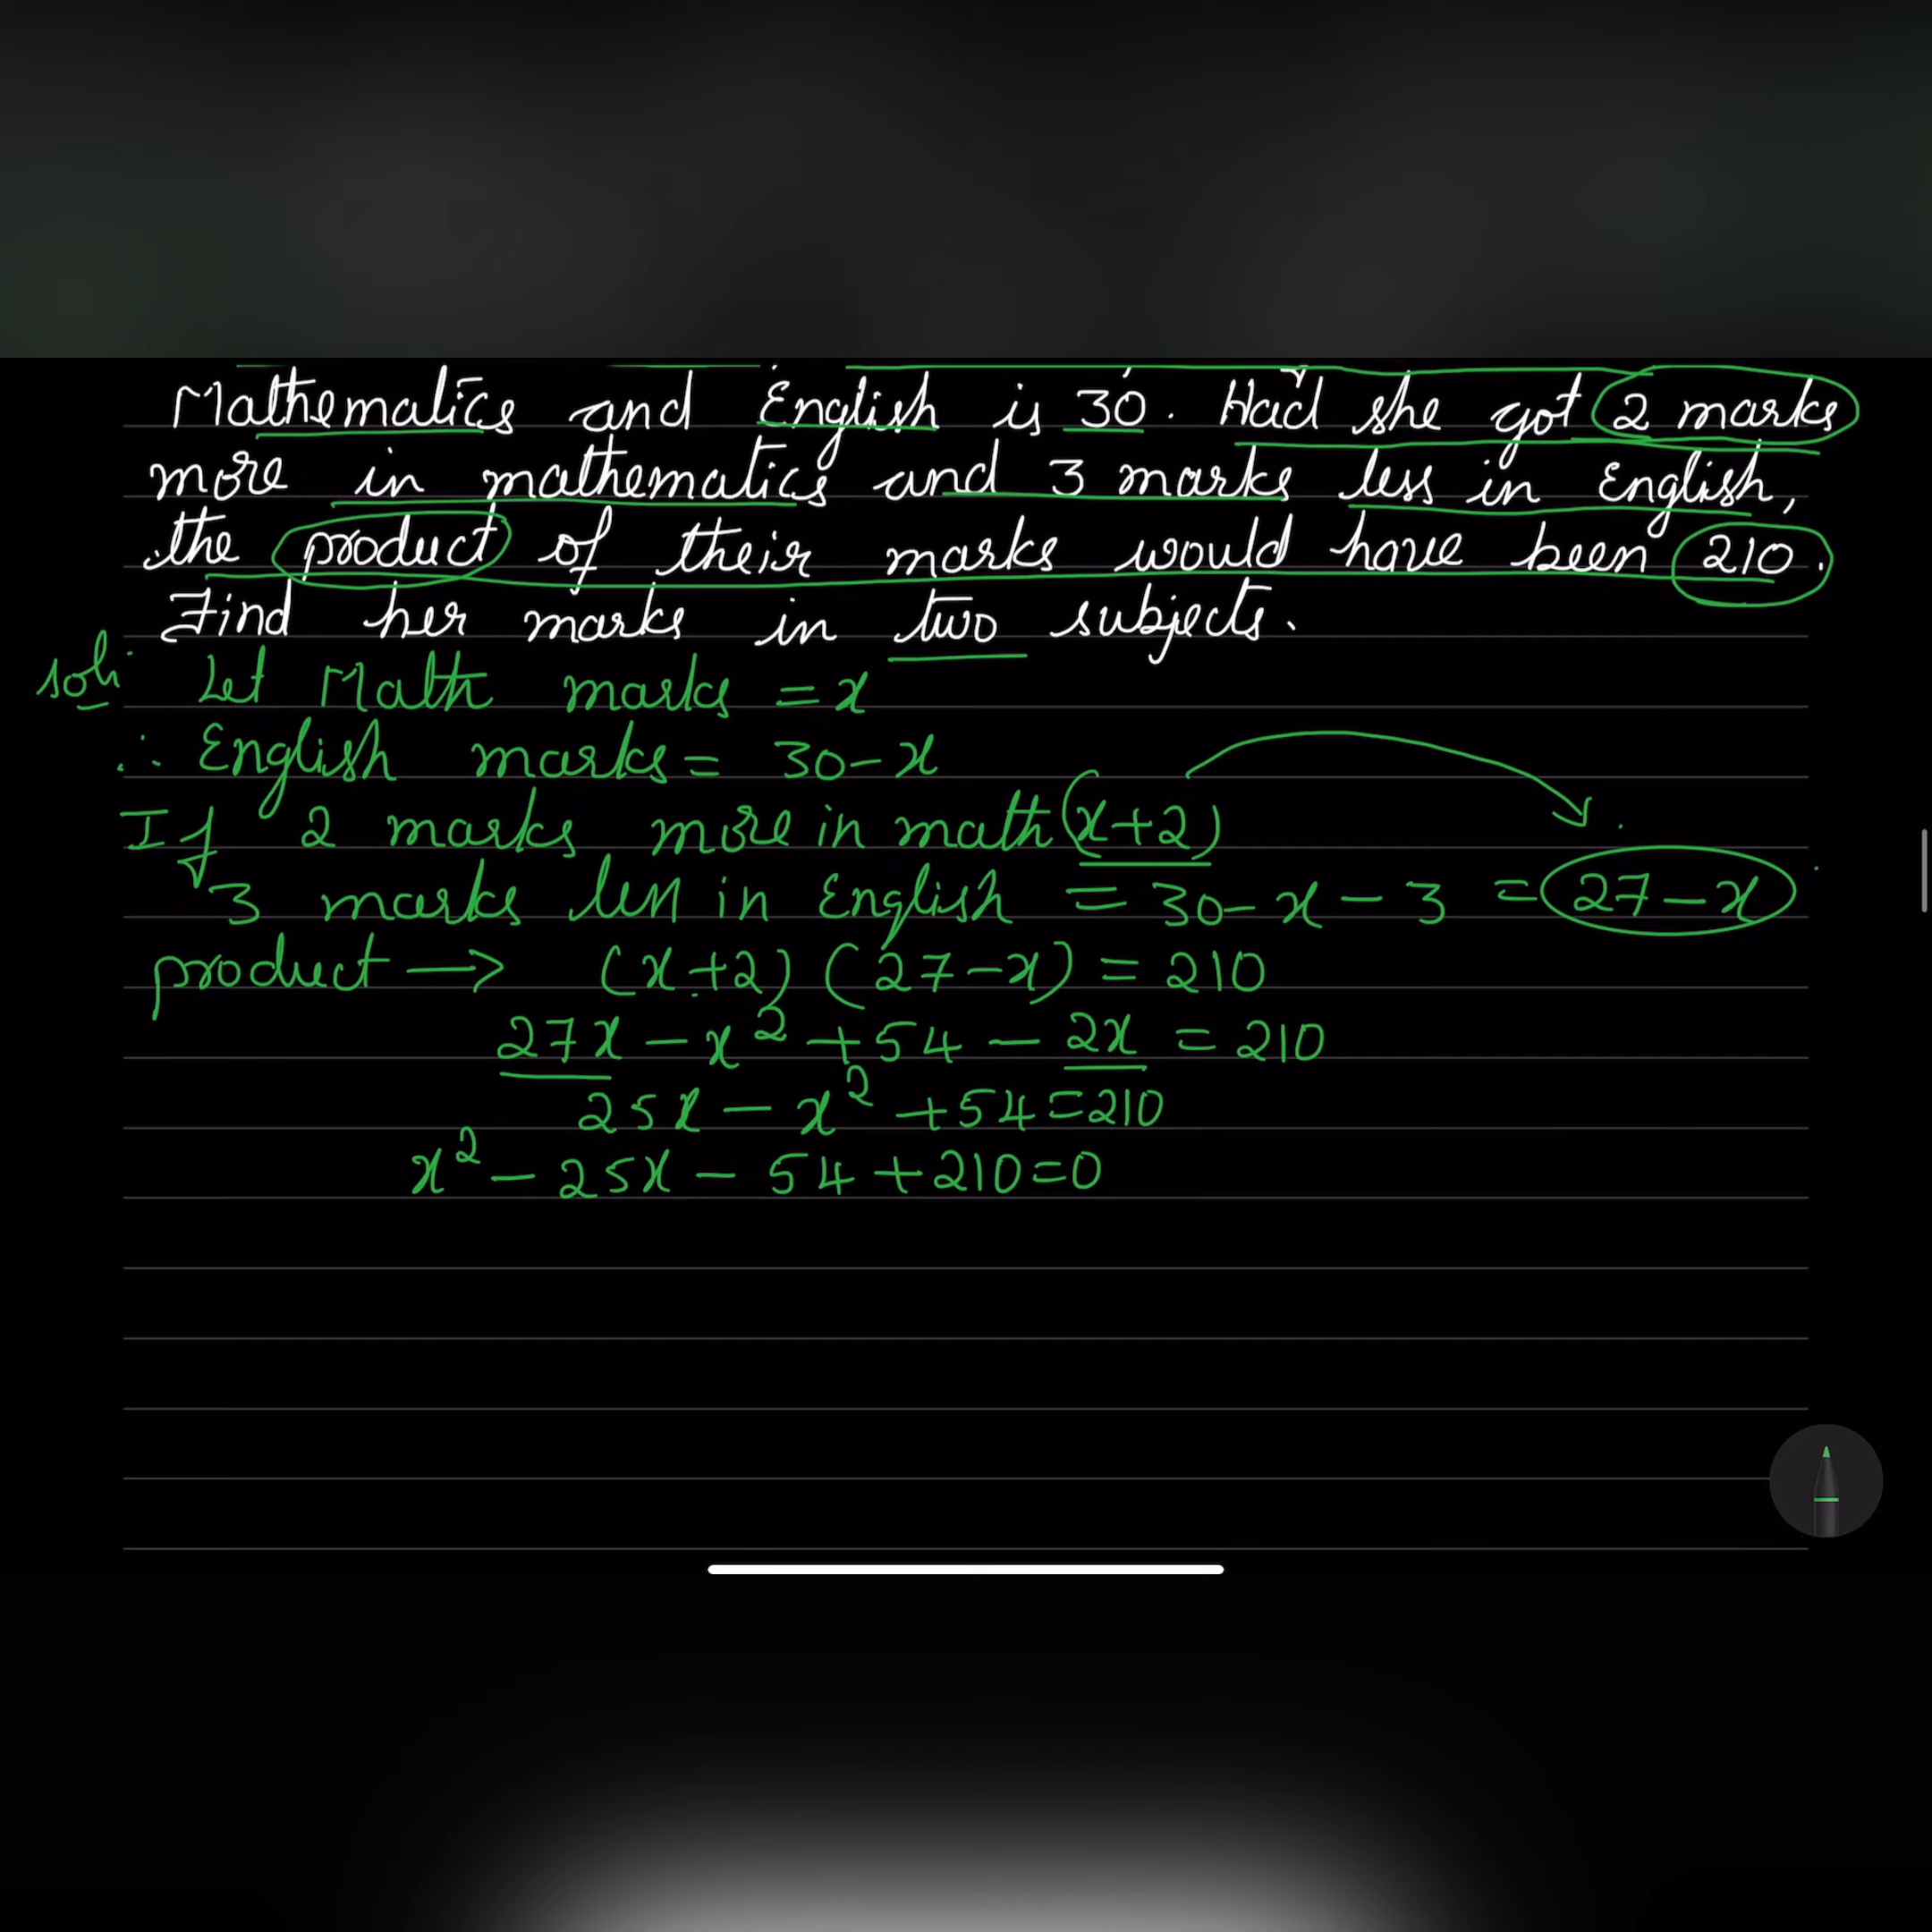 Mathematics and English is 30. Had she got 2 marks
more in mathematics and 3 marks less in English,
the product of their marks would have been 210.
Find her marks in two subjects.
Soln Let Math marks = x
∴ English marks = 30-x
If 2 marks more in math (x+2)
3 marks less in English = 30-x-3 = 27-x
product → (x+2) (27-x) = 210
27x - x² + 54 - 2x = 210
25x - x² + 54 = 210
x² - 25x - 54 + 210 = 0